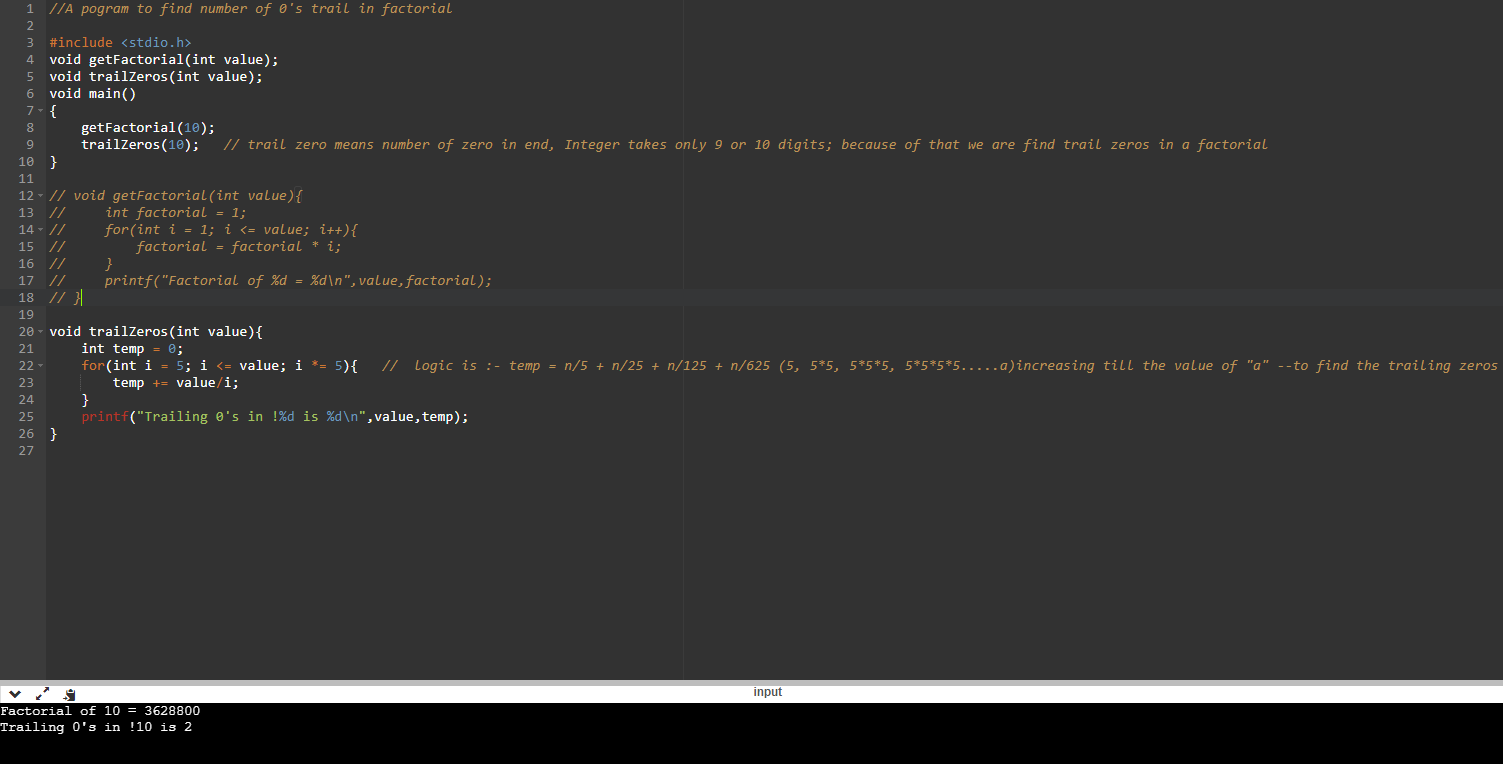 1 //A pogram to find number of 0's trail in factorial
2
3 #include <stdio.h>
4 void getFactorial(int value);
5 void trailZeros(int value);
6 void main()
7 {
8     getFactorial(10);
9     trailZeros(10);   // trail zero means number of zero in end, Integer takes only 9 or 10 digits; because of that we are find trail zeros in a factorial
10 }
11
12 // void getFactorial(int value){
13 //     int factorial = 1;
14 //     for(int i = 1; i <= value; i++){
15 //         factorial = factorial * i;
16 //     }
17 //     printf("Factorial of %d = %d\n",value,factorial);
18 // }
19
20 void trailZeros(int value){
21     int temp = 0;
22     for(int i = 5; i <= value; i *= 5){   //  logic is :- temp = n/5 + n/25 + n/125 + n/625 (5, 5*5, 5*5*5, 5*5*5*5.....a)increasing till the value of "a" --to find the trailing zeros
23         temp += value/i;
24     }
25     printf("Trailing 0's in !%d is %d\n",value,temp);
26 }
27
input
Factorial of 10 = 3628800
Trailing 0's in !10 is 2